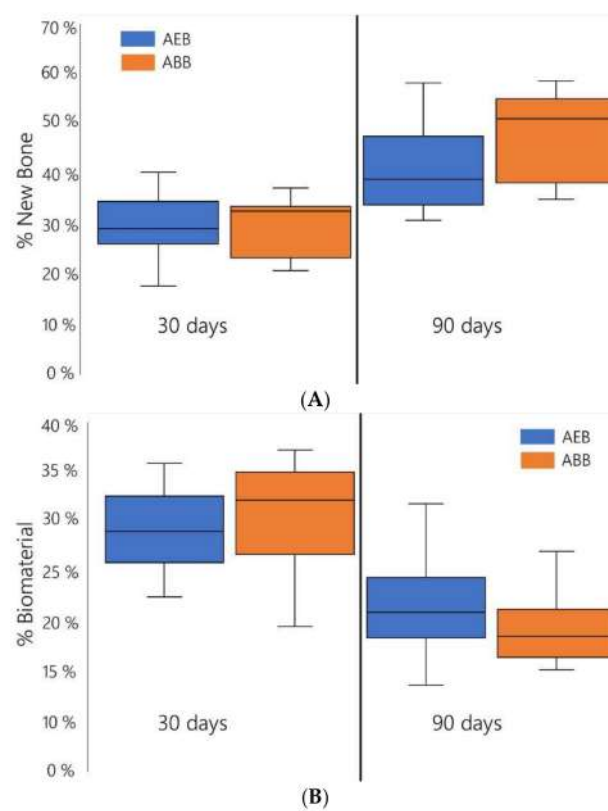 70 %
AEB
ABB
60 %
50 %
40 %
% New Bone
30 %
20 %
30 days
90 days
10 %
0 %
(A)
40 %
AEB
ABB
35 %
30 %
% Biomaterial
25 %
20 %
15 %
30 days
90 days
10 %
0 %
(B)